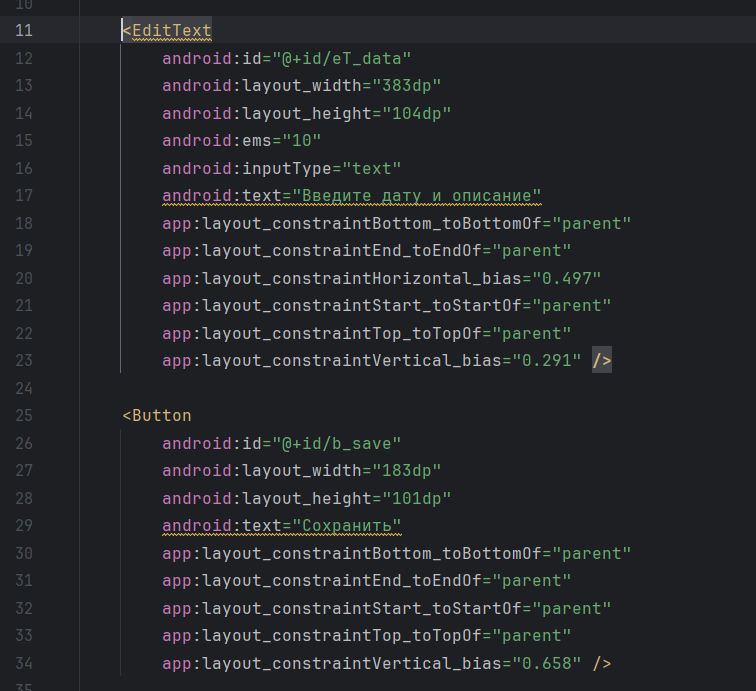 10
11 <EditText
12 android:id="@+id/eT_data"
13 android:layout_width="383dp"
14 android:layout_height="104dp"
15 android:ems="10"
16 android:inputType="text"
17 android:text="Введите дату и описание"
18 app:layout_constraintBottom_toBottomOf="parent"
19 app:layout_constraintEnd_toEndOf="parent"
20 app:layout_constraintHorizontal_bias="0.497"
21 app:layout_constraintStart_toStartOf="parent"
22 app:layout_constraintTop_toTopOf="parent"
23 app:layout_constraintVertical_bias="0.291" />
24
25 <Button
26 android:id="@+id/b_save"
27 android:layout_width="183dp"
28 android:layout_height="101dp"
29 android:text="Сохранить"
30 app:layout_constraintBottom_toBottomOf="parent"
31 app:layout_constraintEnd_toEndOf="parent"
32 app:layout_constraintStart_toStartOf="parent"
33 app:layout_constraintTop_toTopOf="parent"
34 app:layout_constraintVertical_bias="0.658" />
35